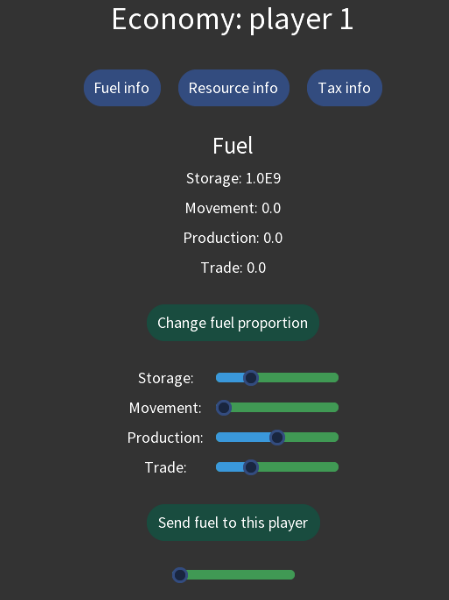 Economy: player 1
Fuel info Resource info Tax info
Fuel
Storage: 1.0E9
Movement: 0.0
Production: 0.0
Trade: 0.0
Change fuel proportion
Storage:
Movement:
Production:
Trade:
Send fuel to this player